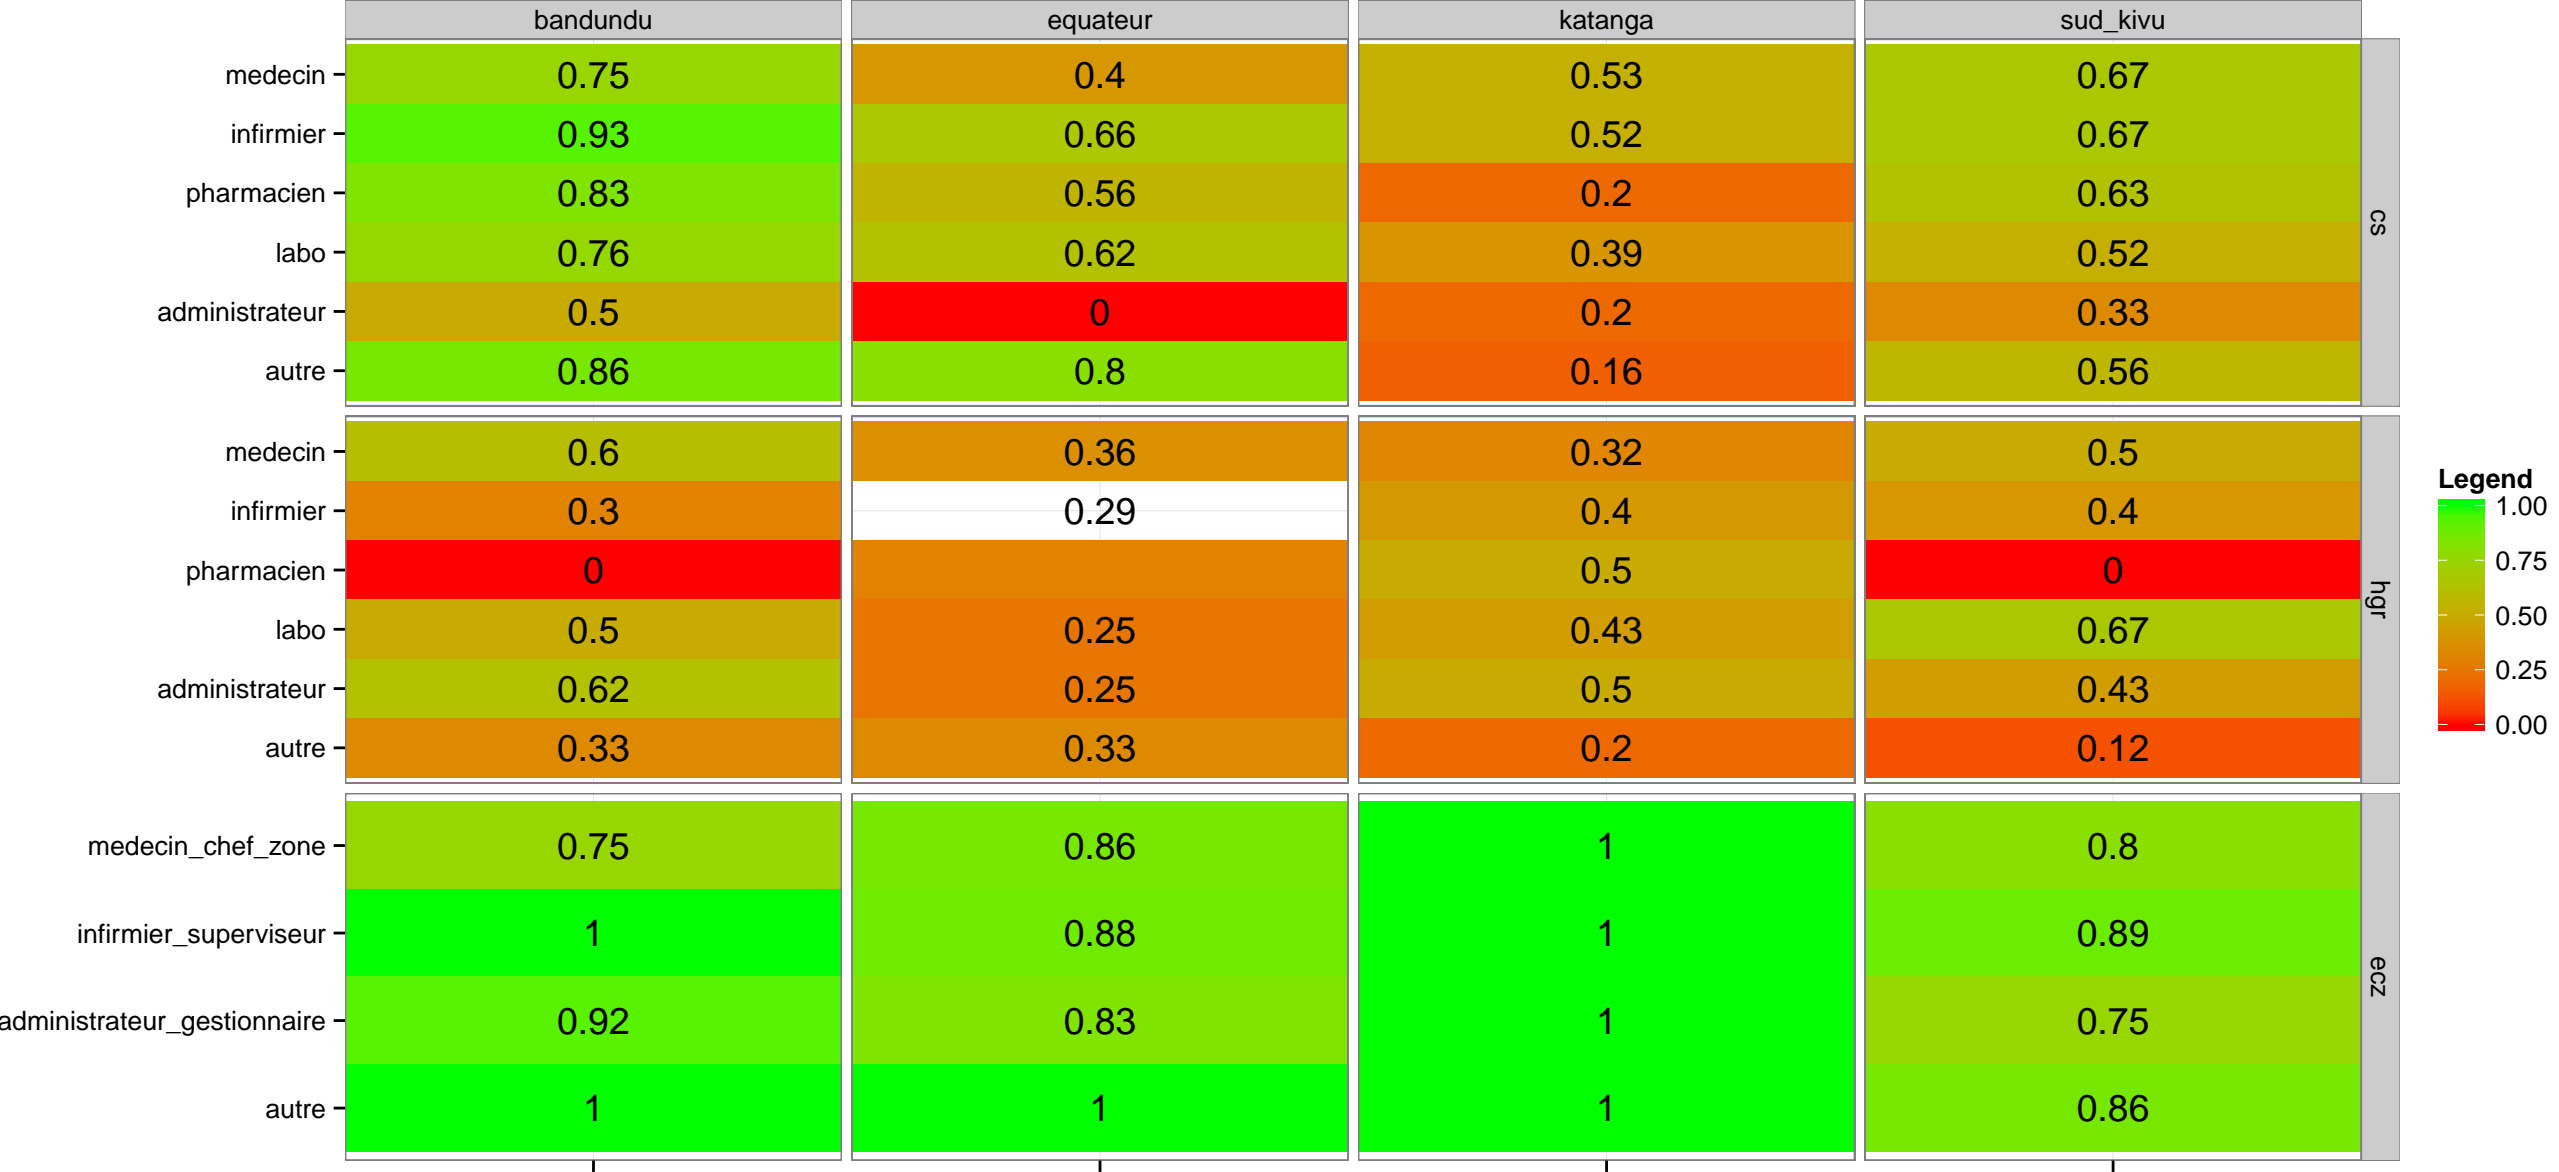 bandundu equateur katanga sud_kivu
medecin 0.75 0.4 0.53 0.67
infirmier 0.93 0.66 0.52 0.67
pharmacien 0.83 0.56 0.2 0.63
cs
labo 0.76 0.62 0.39 0.52
administrateur 0.5 0 0.2 0.33
autre 0.86 0.8 0.16 0.56
medecin 0.6 0.36 0.32 0.5
infirmier 0.3 0.29 0.4 0.4
pharmacien 0 0.5 0
hgr
labo 0.5 0.25 0.43 0.67
administrateur 0.62 0.25 0.5 0.43
autre 0.33 0.33 0.2 0.12
medecin_chef_zone 0.75 0.86 1 0.8
infirmier_superviseur 1 0.88 1 0.89
ecz
administrateur_gestionnaire 0.92 0.83 1 0.75
autre 1 1 1 0.86
Legend
1.00
0.75
0.50
0.25
0.00